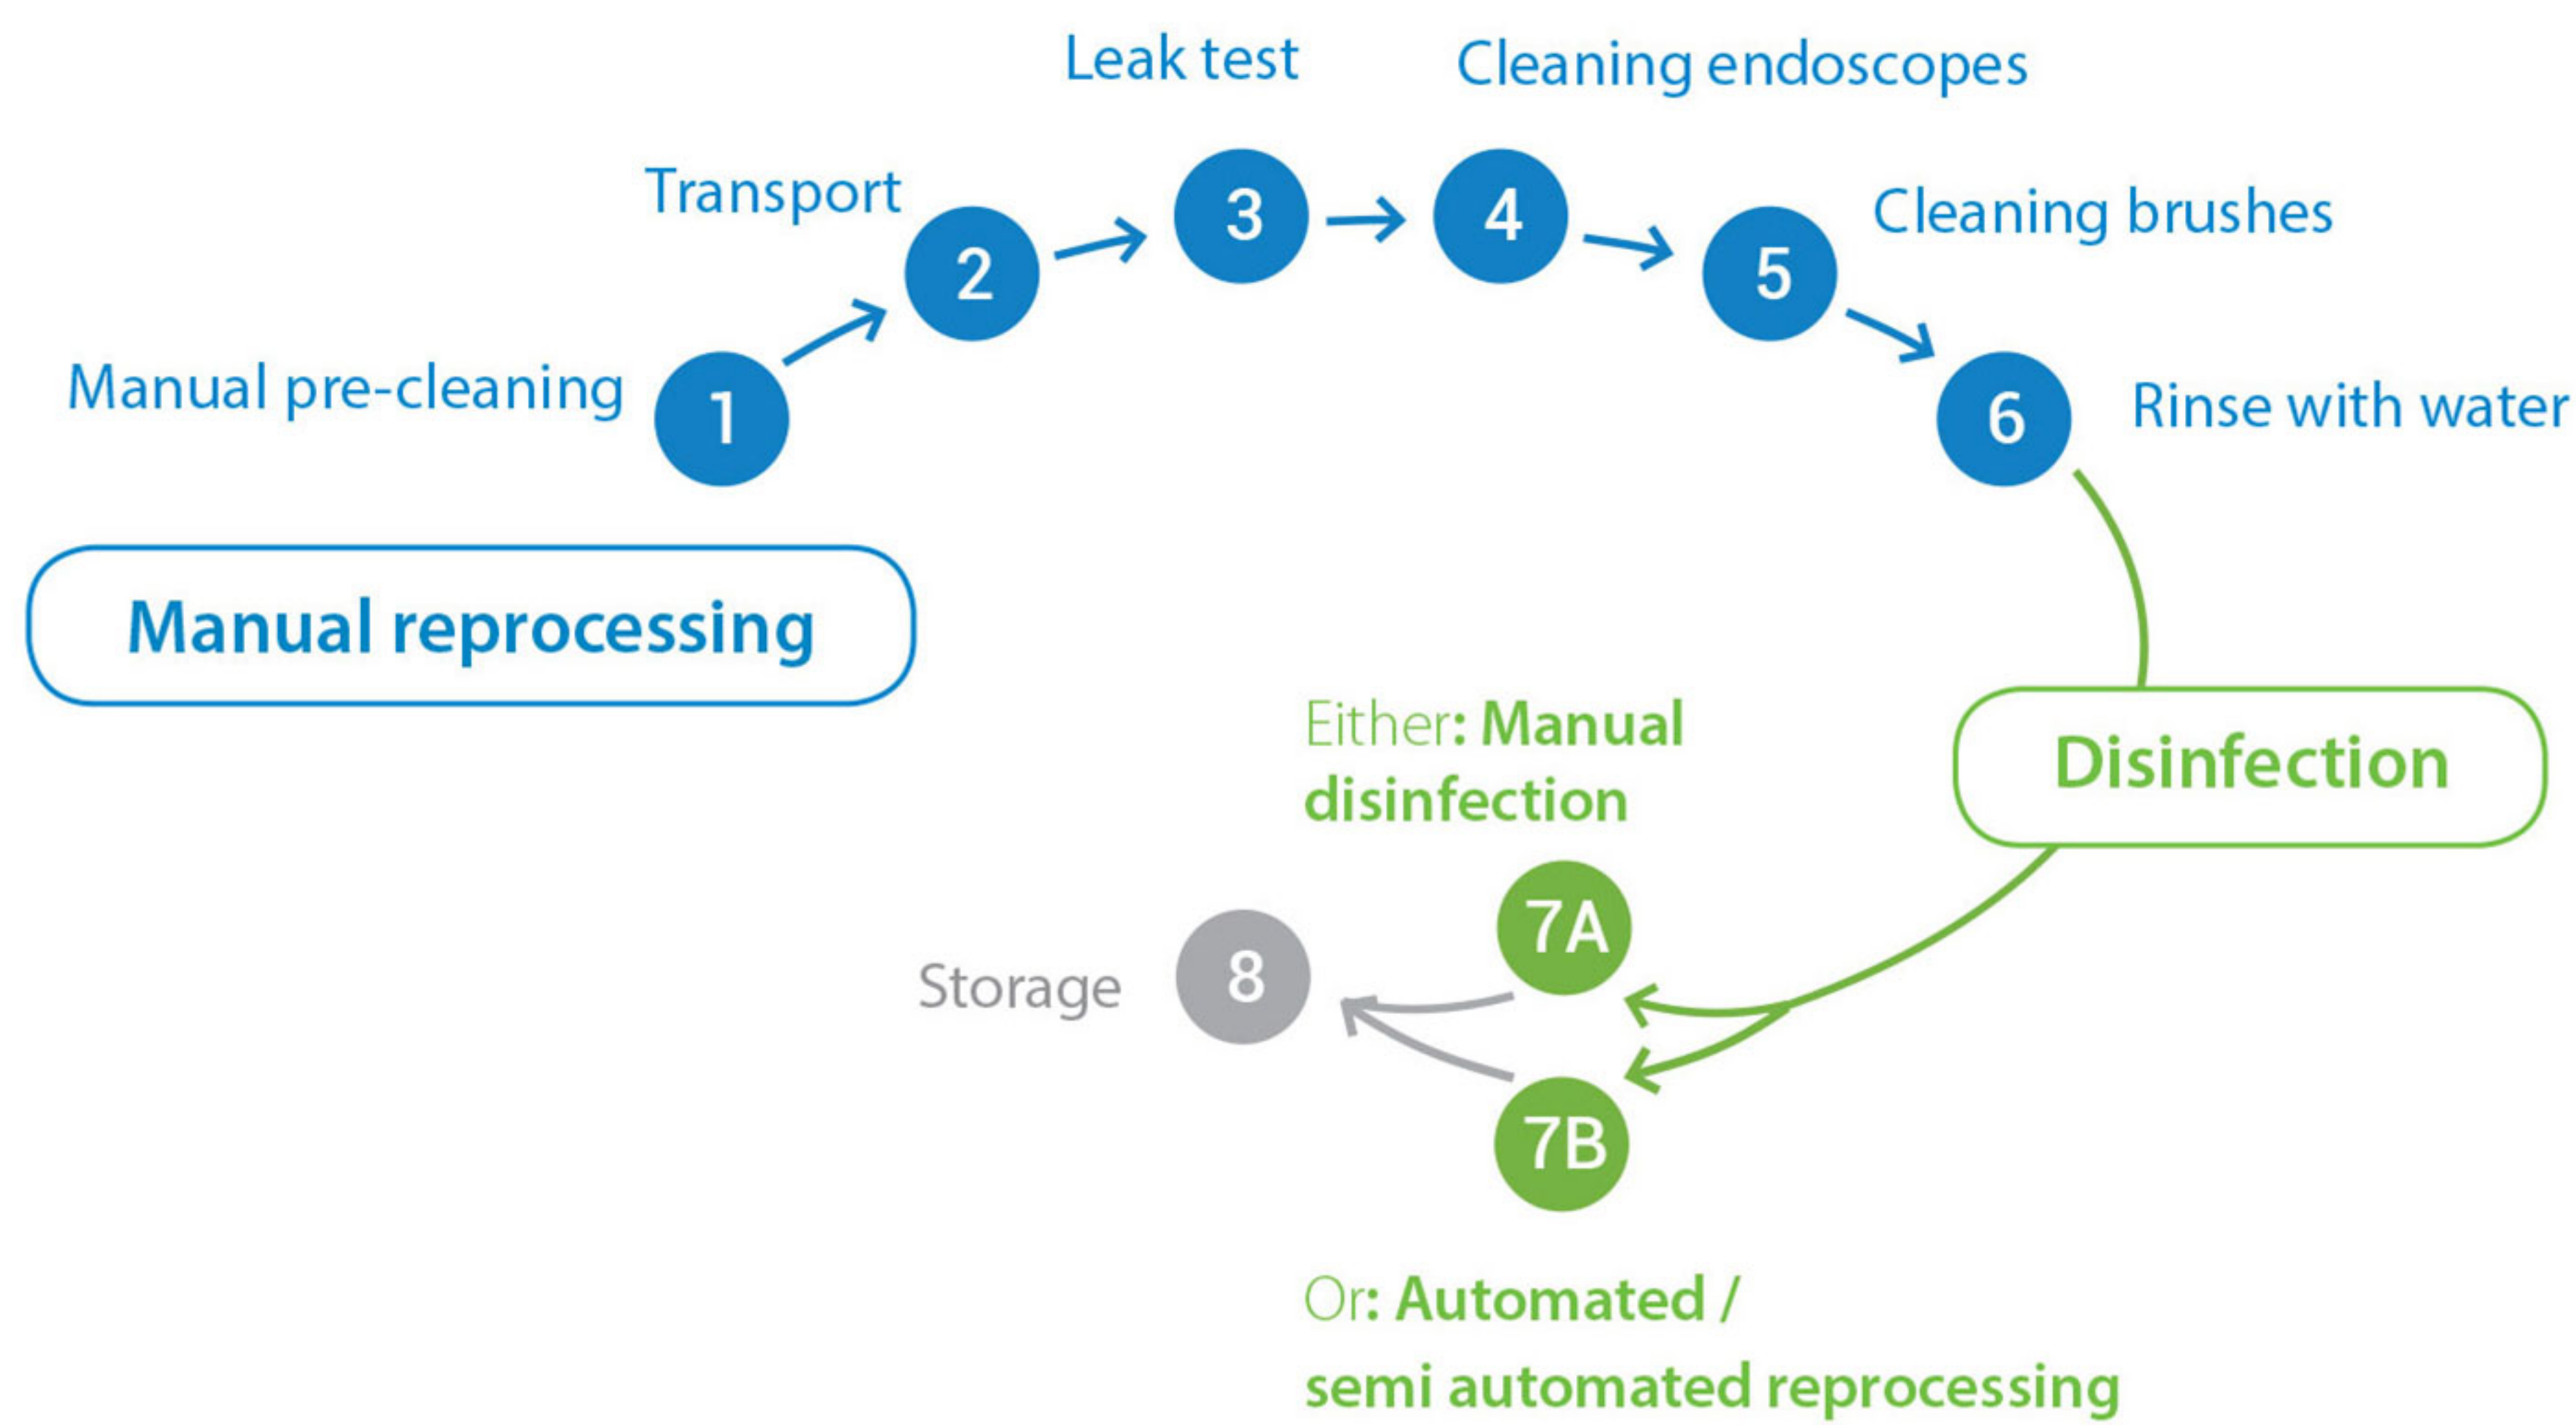 Leak test
Cleaning endoscopes
Transport
3
4
Cleaning brushes
2
5
Manual pre-cleaning
1
6
Rinse with water
Manual reprocessing
Either: Manual
disinfection
Disinfection
7A
Storage
8
7B
Or: Automated /
semi automated reprocessing